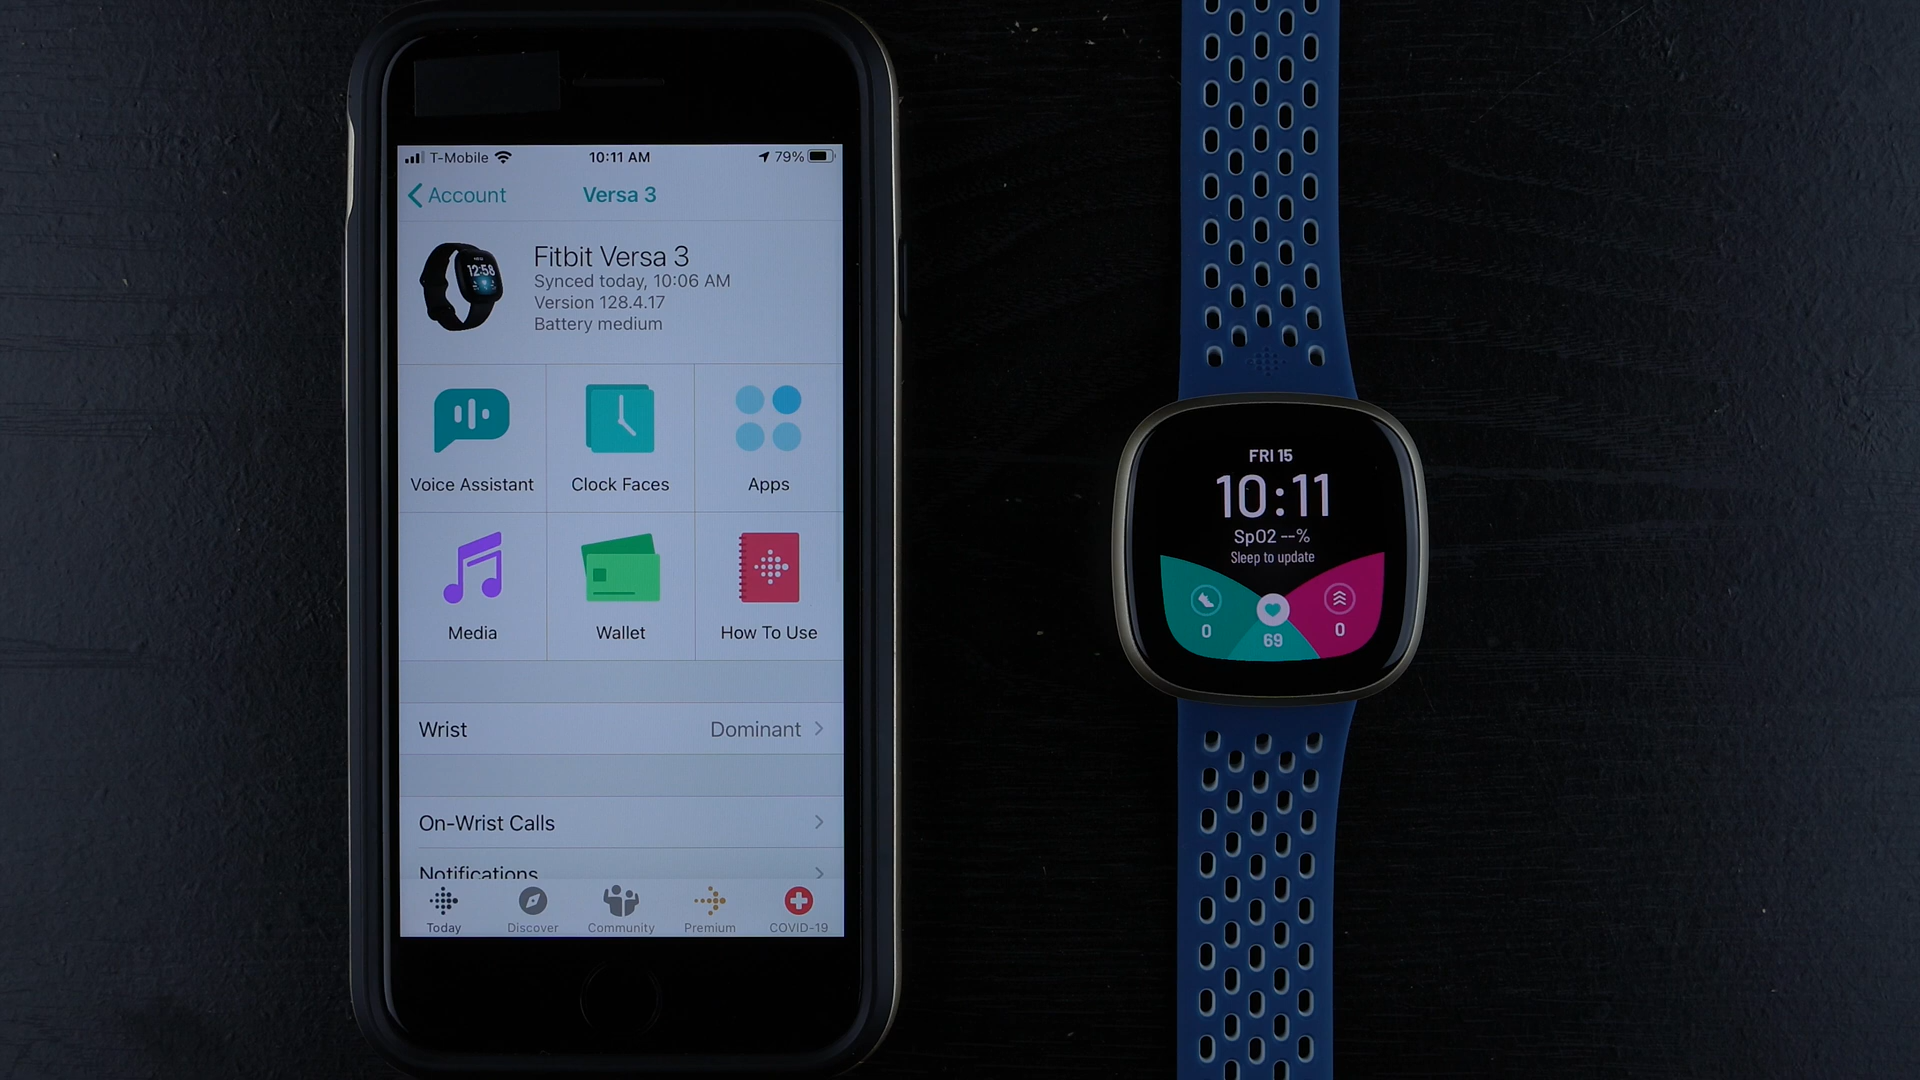 T-Mobile 10:11 AM 79%
Account Versa 3
12:58
Fitbit Versa 3
Synced today, 10:06 AM
Version 128.4.17
Battery medium
Voice Assistant Clock Faces Apps
Media Wallet How To Use
Wrist Dominant
On-Wrist Calls
Notifications
Today Discover Community Premium COVID-19
FRI 15
10:11
SpO2 --%
Sleep to update
0 69 0